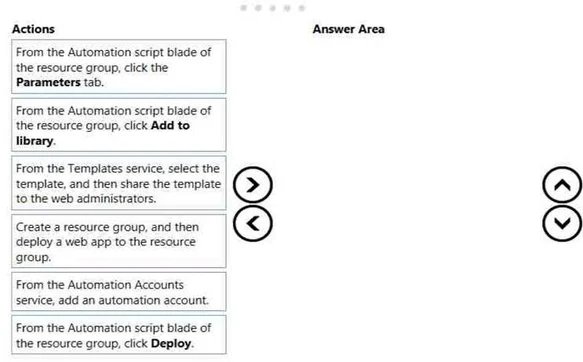 Actions
Answer Area
From the Automation script blade of
the resource group, click the
Parameters tab.
From the Automation script blade of
the resource group, click Add to
library.
From the Templates service, select the
template, and then share the template
to the web administrators.
Create a resource group, and then
deploy a web app to the resource
group.
From the Automation Accounts
service, add an automation account.
From the Automation script blade of
the resource group, click Deploy.